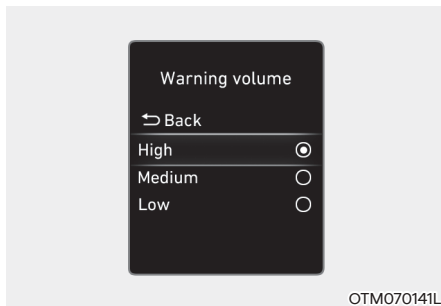 Warning volume
Back
High
Medium
Low
OTM070141L